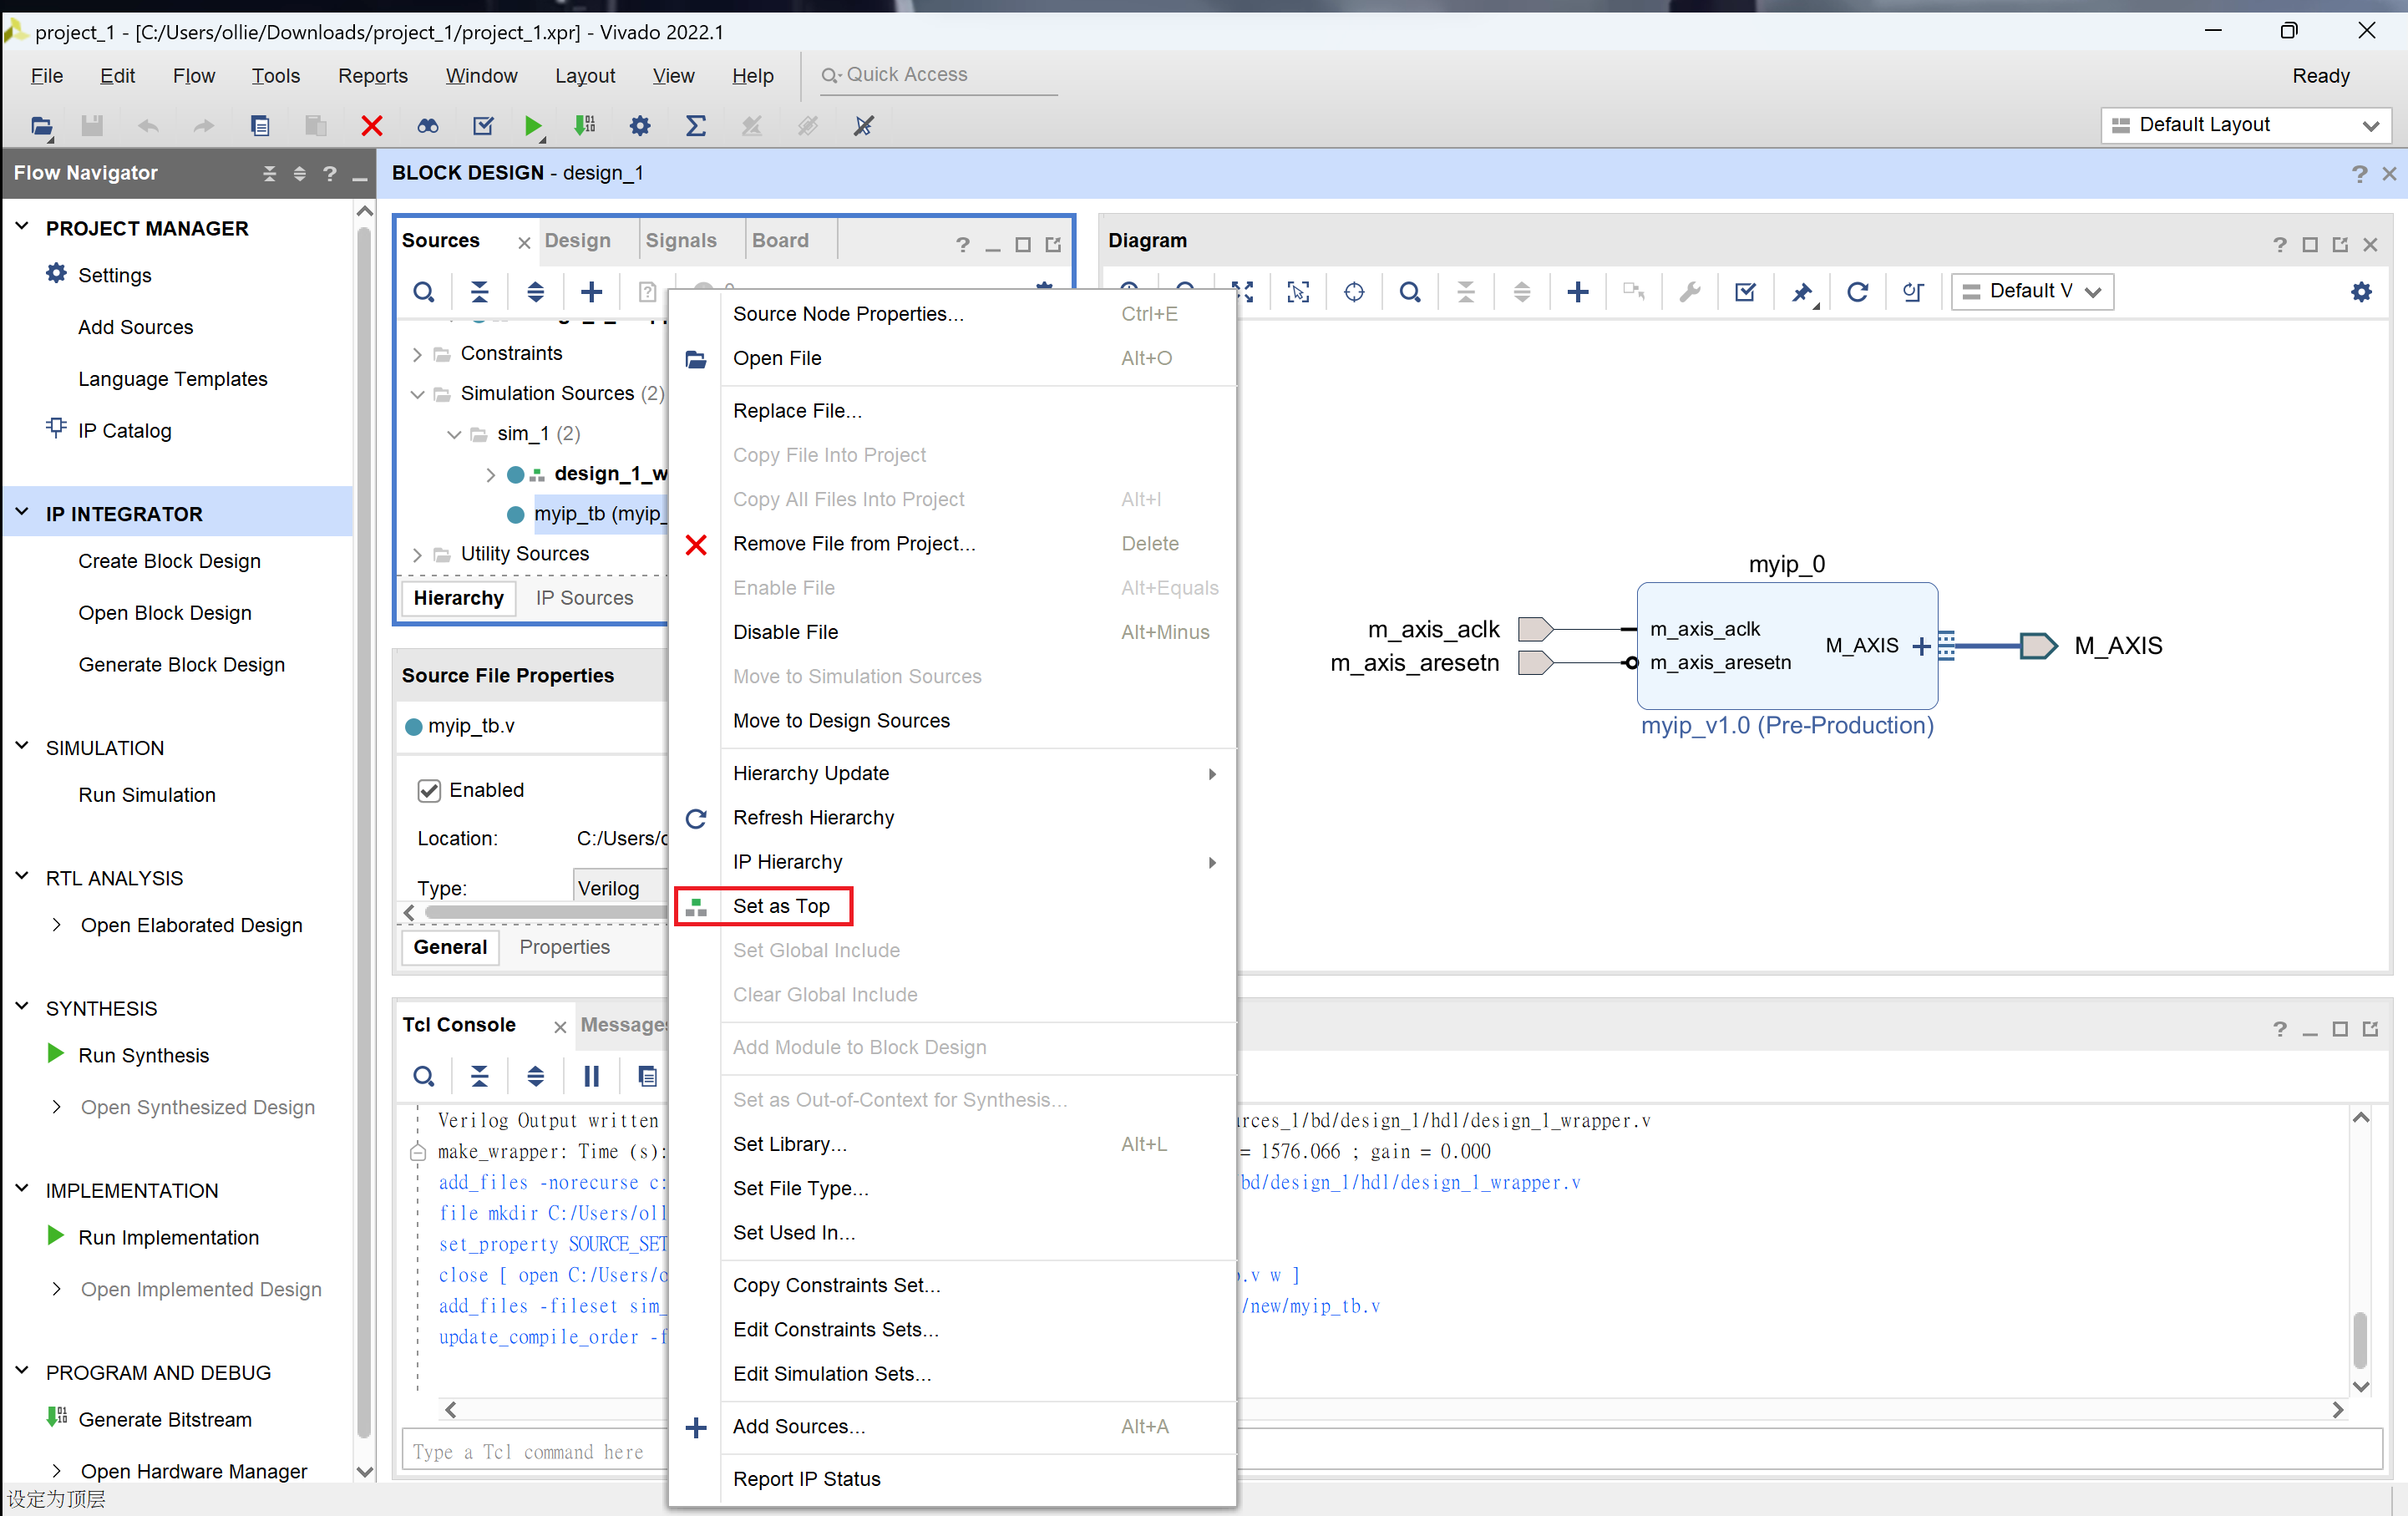 project_1 - [C:/Users/ollie/Downloads/project_1/project_1.xpr] - Vivado 2022.1
File Edit Flow Tools Reports Window Layout View Help Quick Access Ready
Default Layout
Flow Navigator
BLOCK DESIGN - design_1
PROJECT MANAGER
Settings
Add Sources
Language Templates
IP Catalog
IP INTEGRATOR
Create Block Design
Open Block Design
Generate Block Design
SIMULATION
Run Simulation
RTL ANALYSIS
Open Elaborated Design
SYNTHESIS
Run Synthesis
Open Synthesized Design
IMPLEMENTATION
Run Implementation
Open Implemented Design
PROGRAM AND DEBUG
Generate Bitstream
Open Hardware Manager
Sources Design Signals Board
Constraints
Simulation Sources (2)
sim_1 (2)
design_1_w
myip_tb (myip_
Utility Sources
Hierarchy IP Sources
Source File Properties
myip_tb.v
Enabled
Location: C:/Users/o
Type: Verilog
General Properties
Source Node Properties... Ctrl+E
Open File Alt+O
Replace File...
Copy File Into Project
Copy All Files Into Project Alt+I
Remove File from Project... Delete
Enable File Alt+Equals
Disable File Alt+Minus
Move to Simulation Sources
Move to Design Sources
Hierarchy Update
Refresh Hierarchy
IP Hierarchy
Set as Top
Set Global Include
Clear Global Include
Add Module to Block Design
Set as Out-of-Context for Synthesis...
Set Library... Alt+L
Set File Type...
Set Used In...
Copy Constraints Set...
Edit Constraints Sets...
Edit Simulation Sets...
Add Sources... Alt+A
Report IP Status
Diagram
Default V
myip_0
m_axis_aclk
m_axis_aresetn
m_axis_aclk
m_axis_aresetn
M_AXIS
M_AXIS
myip_v1.0 (Pre-Production)
Tcl Console Messages
Verilog Output written urces_1/bd/design_1/hdl/design_1_wrapper.v
make_wrapper: Time (s): = 1576.066 ; gain = 0.000
add_files -norecurse c: bd/design_1/hdl/design_1_wrapper.v
file mkdir C:/Users/oll
set_property SOURCE_SET
close [ open C:/Users/o b.v w ]
add_files -fileset sim_ /new/myip_tb.v
update_compile_order -f
Type a Tcl command here
设定为顶层